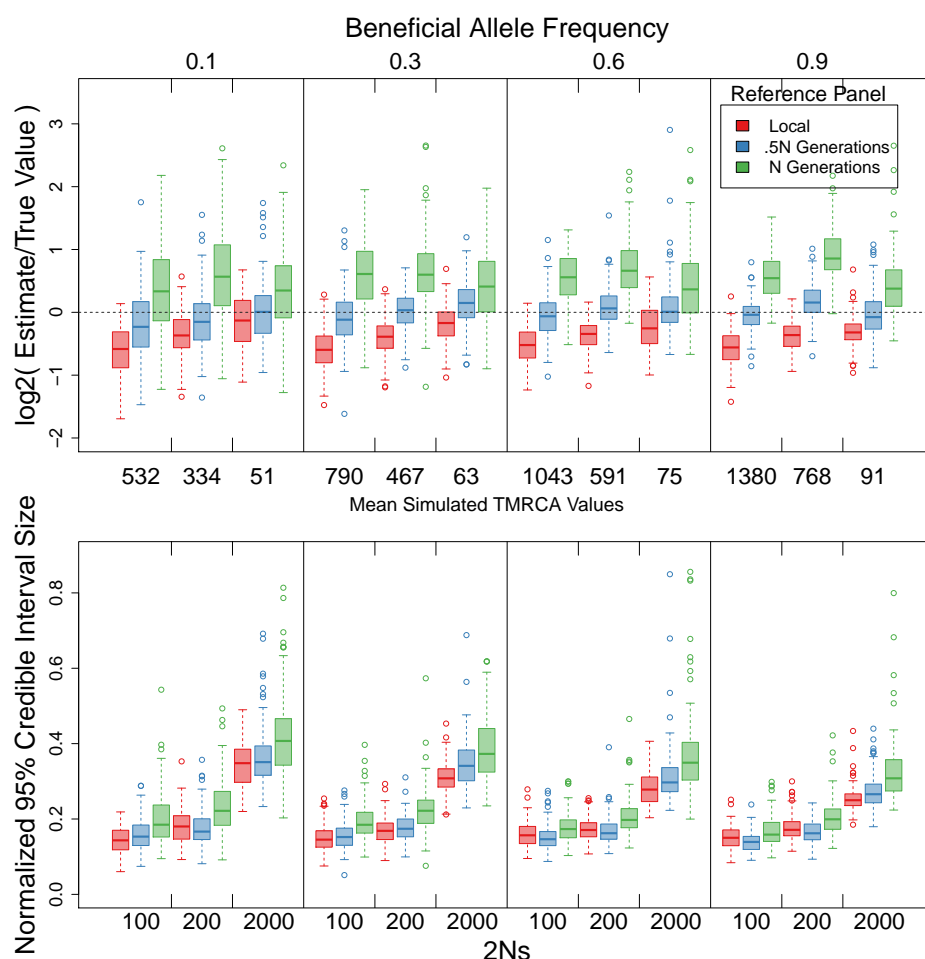 Beneficial Allele Frequency
0.1 0.3 0.6 0.9
log2( Estimate/True Value )
3
2
1
0
−1
−2
Reference Panel
Local
.5N Generations
N Generations
532 334 51 790 467 63 1043 591 75 1380 768 91
Mean Simulated TMRCA Values
Normalized 95% Credible Interval Size
0.8
0.6
0.4
0.2
0.0
100 200 2000 100 200 2000 100 200 2000 100 200 2000
2Ns